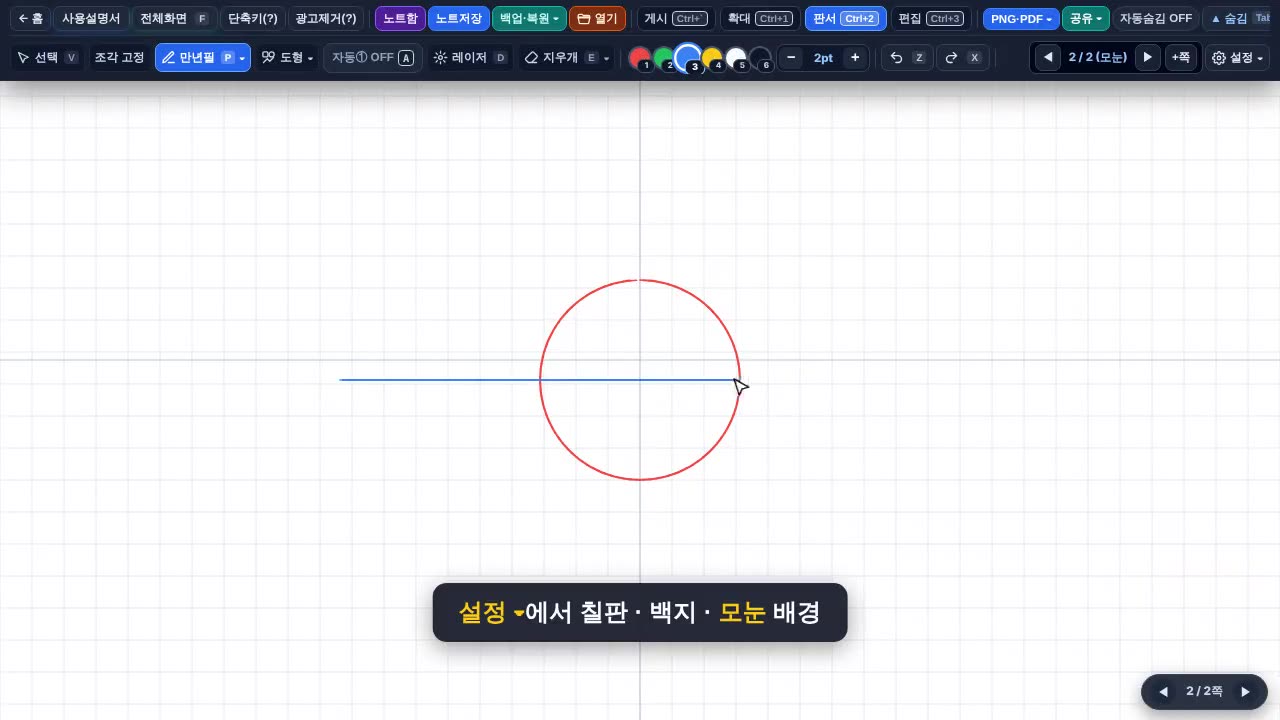 ← 홈 사용설명서 전체화면 F 단축키(?) 광고제거(?) 노트함 노트저장 백업·복원 열기 게시 Ctrl+` 확대 Ctrl+1 판서 Ctrl+2 편집 Ctrl+3 PNG·PDF 공유 자동숨김 OFF ▲ 숨김 Tab
선택 V 조각 고정 만년필 P 도형 자동① OFF A 레이저 D 지우개 E 1 2 3 4 5 6 − 2pt + Z X ◀ 2 / 2 (모눈) ▶ +쪽 설정
설정 에서 칠판 · 백지 · 모눈 배경
◀ 2 / 2쪽 ▶